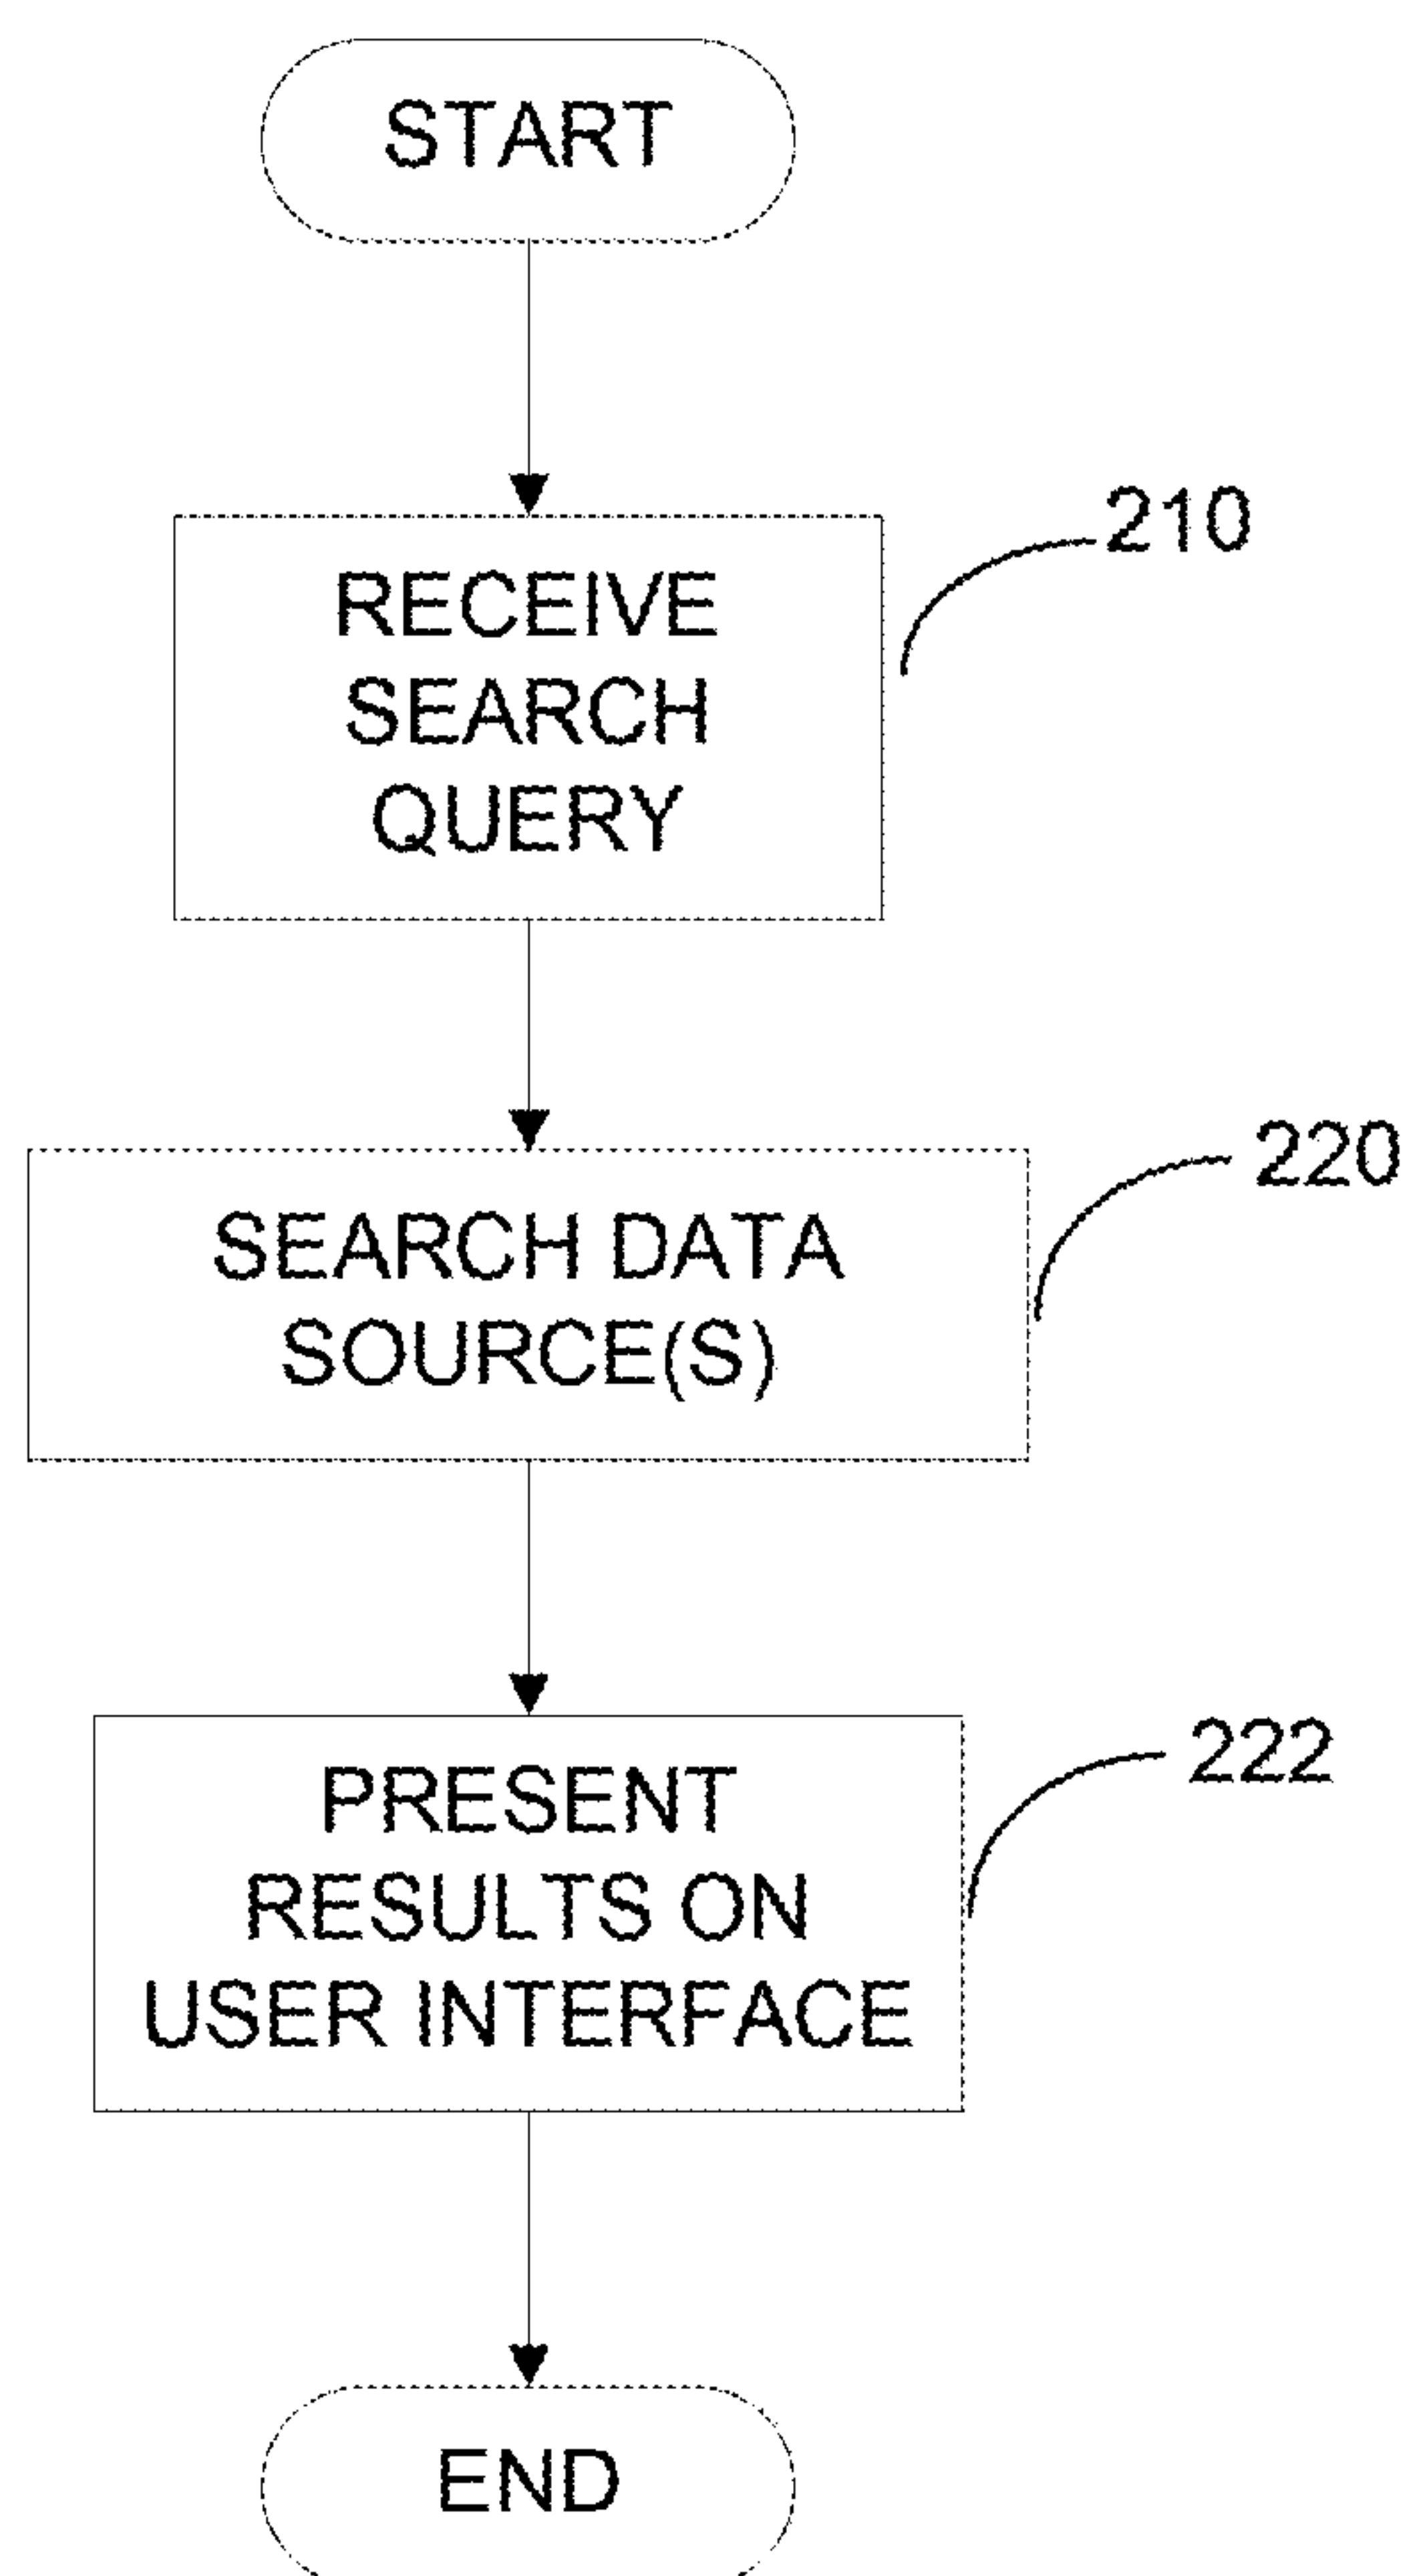 START
210
RECEIVE
SEARCH
QUERY
220
SEARCH DATA
SOURCE(S)
222
PRESENT
RESULTS ON
USER INTERFACE
END